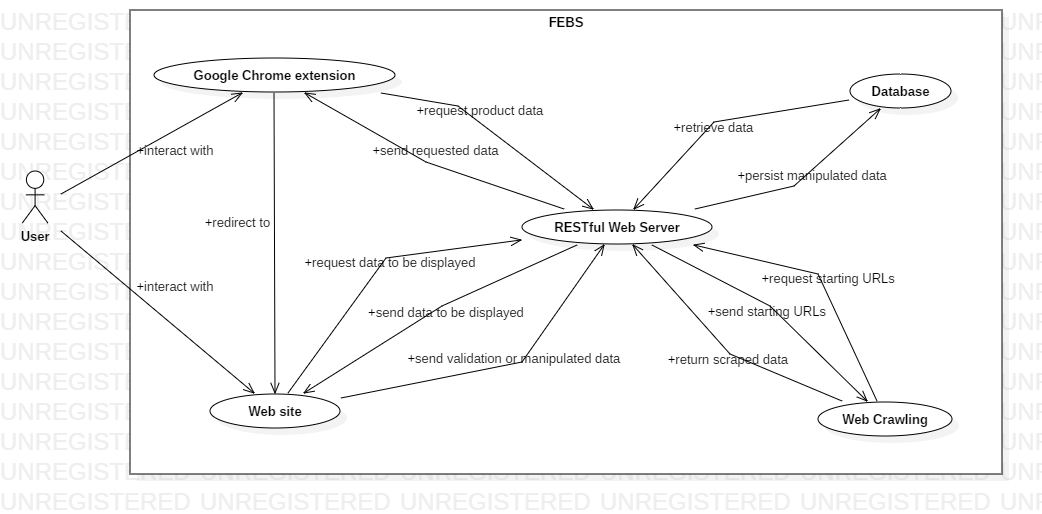 FEBS
Google Chrome extension
Database
+request product data
+retrieve data
+interact with
+send requested data
+persist manipulated data
User
+redirect to
RESTful Web Server
+request data to be displayed
+request starting URLs
+interact with
+send data to be displayed
+send starting URLs
+send validation or manipulated data
+return scraped data
Web site
Web Crawling
UNREGISTERED UNREGISTERED UNREGISTERED UNREGISTERED UNREGISTERED UNR